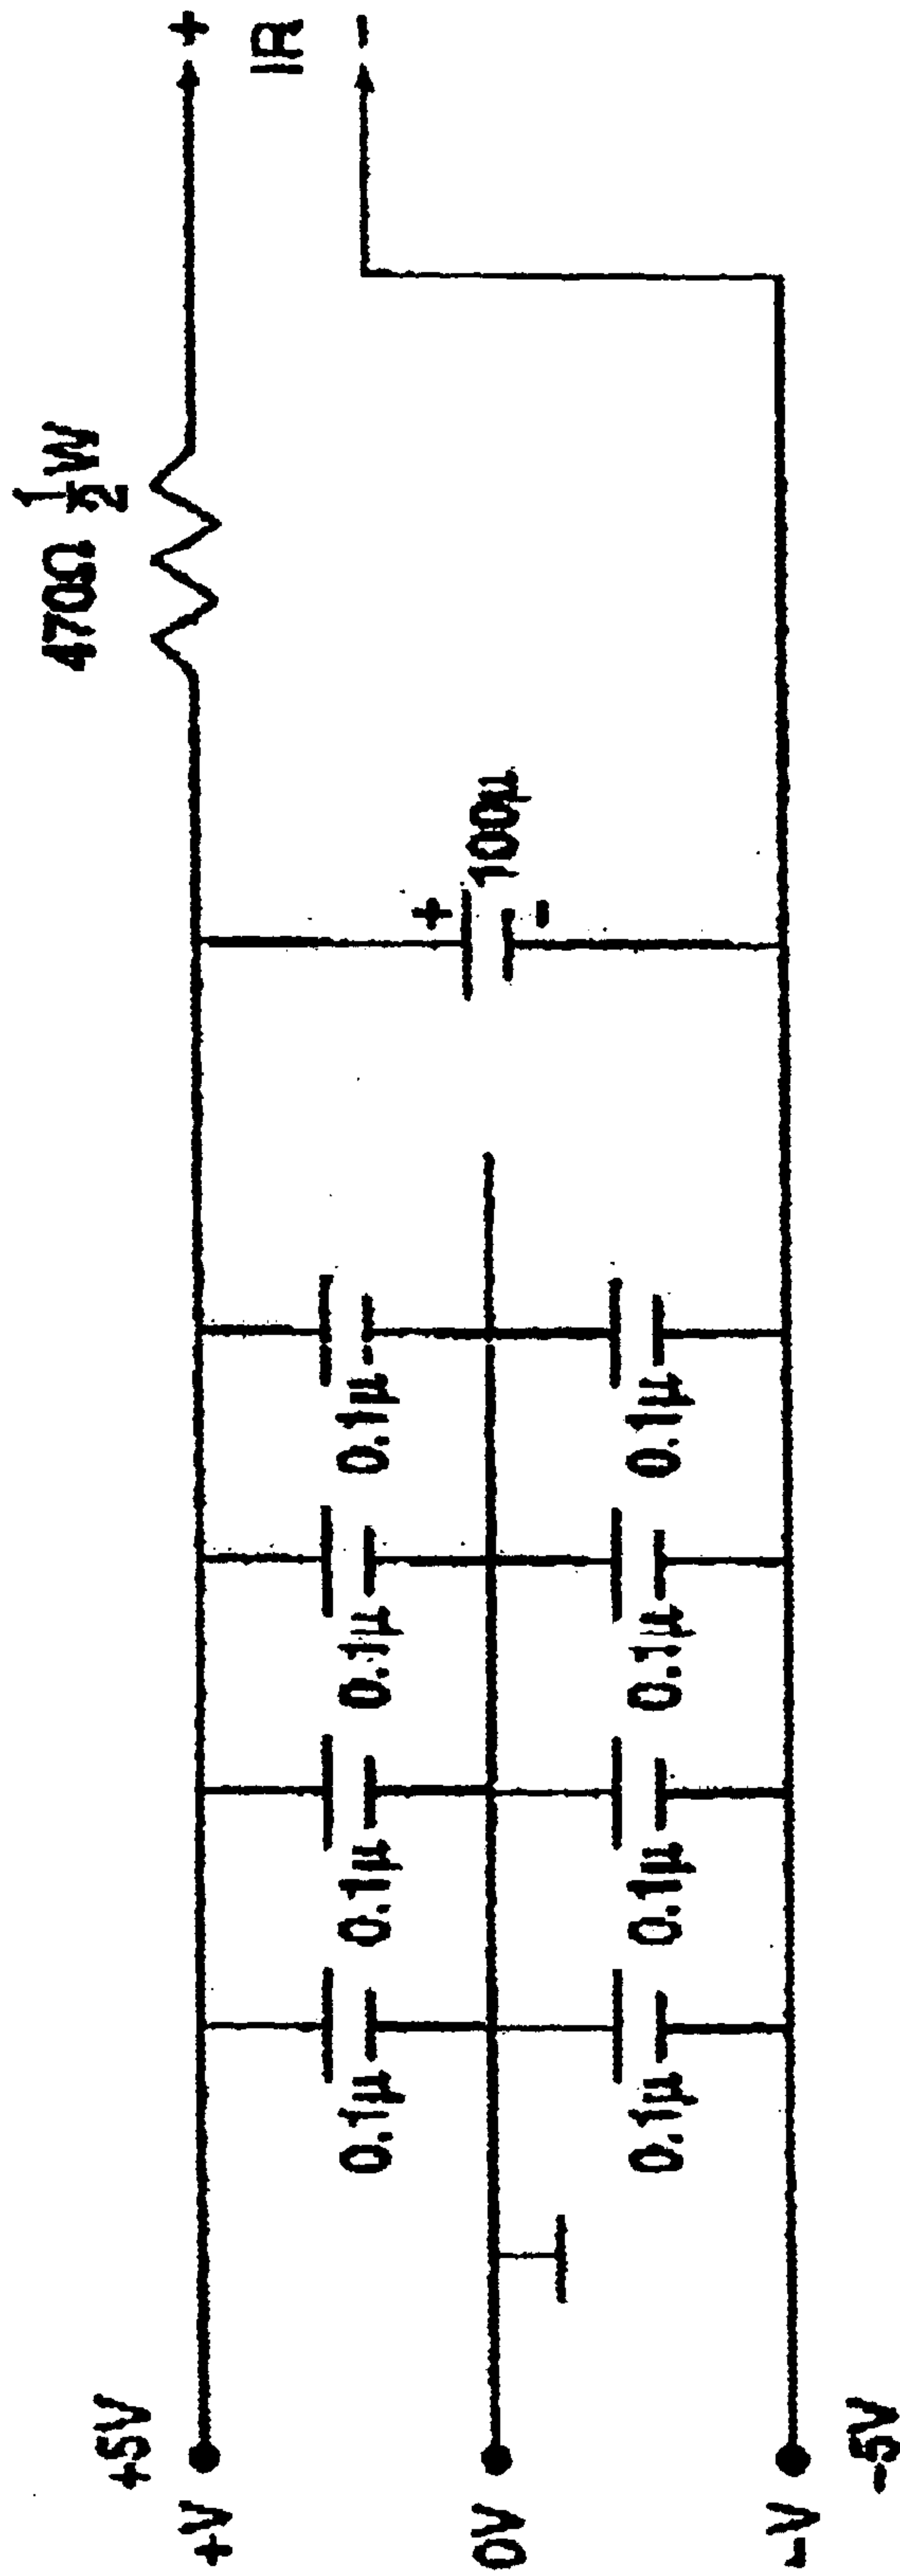 +5V
+V
0V
-V
-5V
0.1µ
0.1µ
0.1µ
0.1µ
0.1µ
0.1µ
0.1µ
0.1µ
+
100µ
-
470Ω ½W
+
IR
-